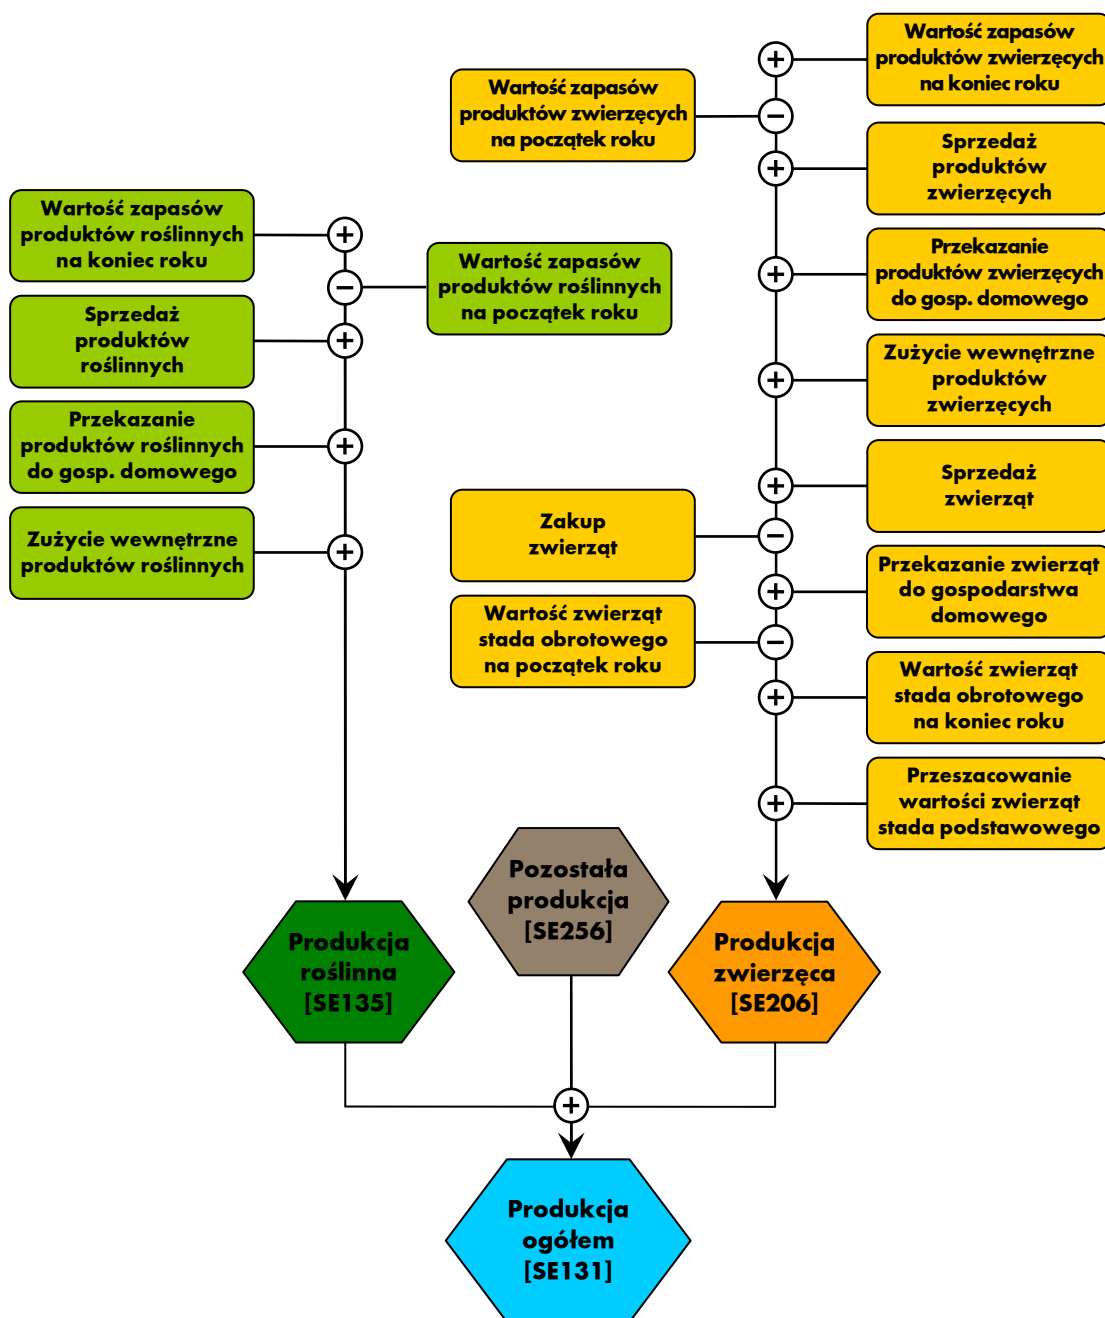 Wartość zapasów
produktów zwierzęcych
na koniec roku
+
Wartość zapasów
produktów zwierzęcych
na początek roku
−
Sprzedaż
produktów
zwierzęcych
+
Wartość zapasów
produktów roślinnych
na koniec roku
+
Wartość zapasów
produktów roślinnych
na początek roku
−
Przekazanie
produktów zwierzęcych
do gosp. domowego
+
Sprzedaż
produktów
roślinnych
+
Zużycie wewnętrzne
produktów
zwierzęcych
+
Przekazanie
produktów roślinnych
do gosp. domowego
+
Sprzedaż
zwierząt
+
Zużycie wewnętrzne
produktów roślinnych
+
Zakup
zwierząt
−
Przekazanie zwierząt
do gospodarstwa
domowego
+
Wartość zwierząt
stada obrotowego
na początek roku
−
Wartość zwierząt
stada obrotowego
na koniec roku
+
Przeszacowanie
wartości zwierząt
stada podstawowego
+
Pozostała
produkcja
[SE256]
Produkcja
roślinna
[SE135]
Produkcja
zwierzęca
[SE206]
+
Produkcja
ogółem
[SE131]